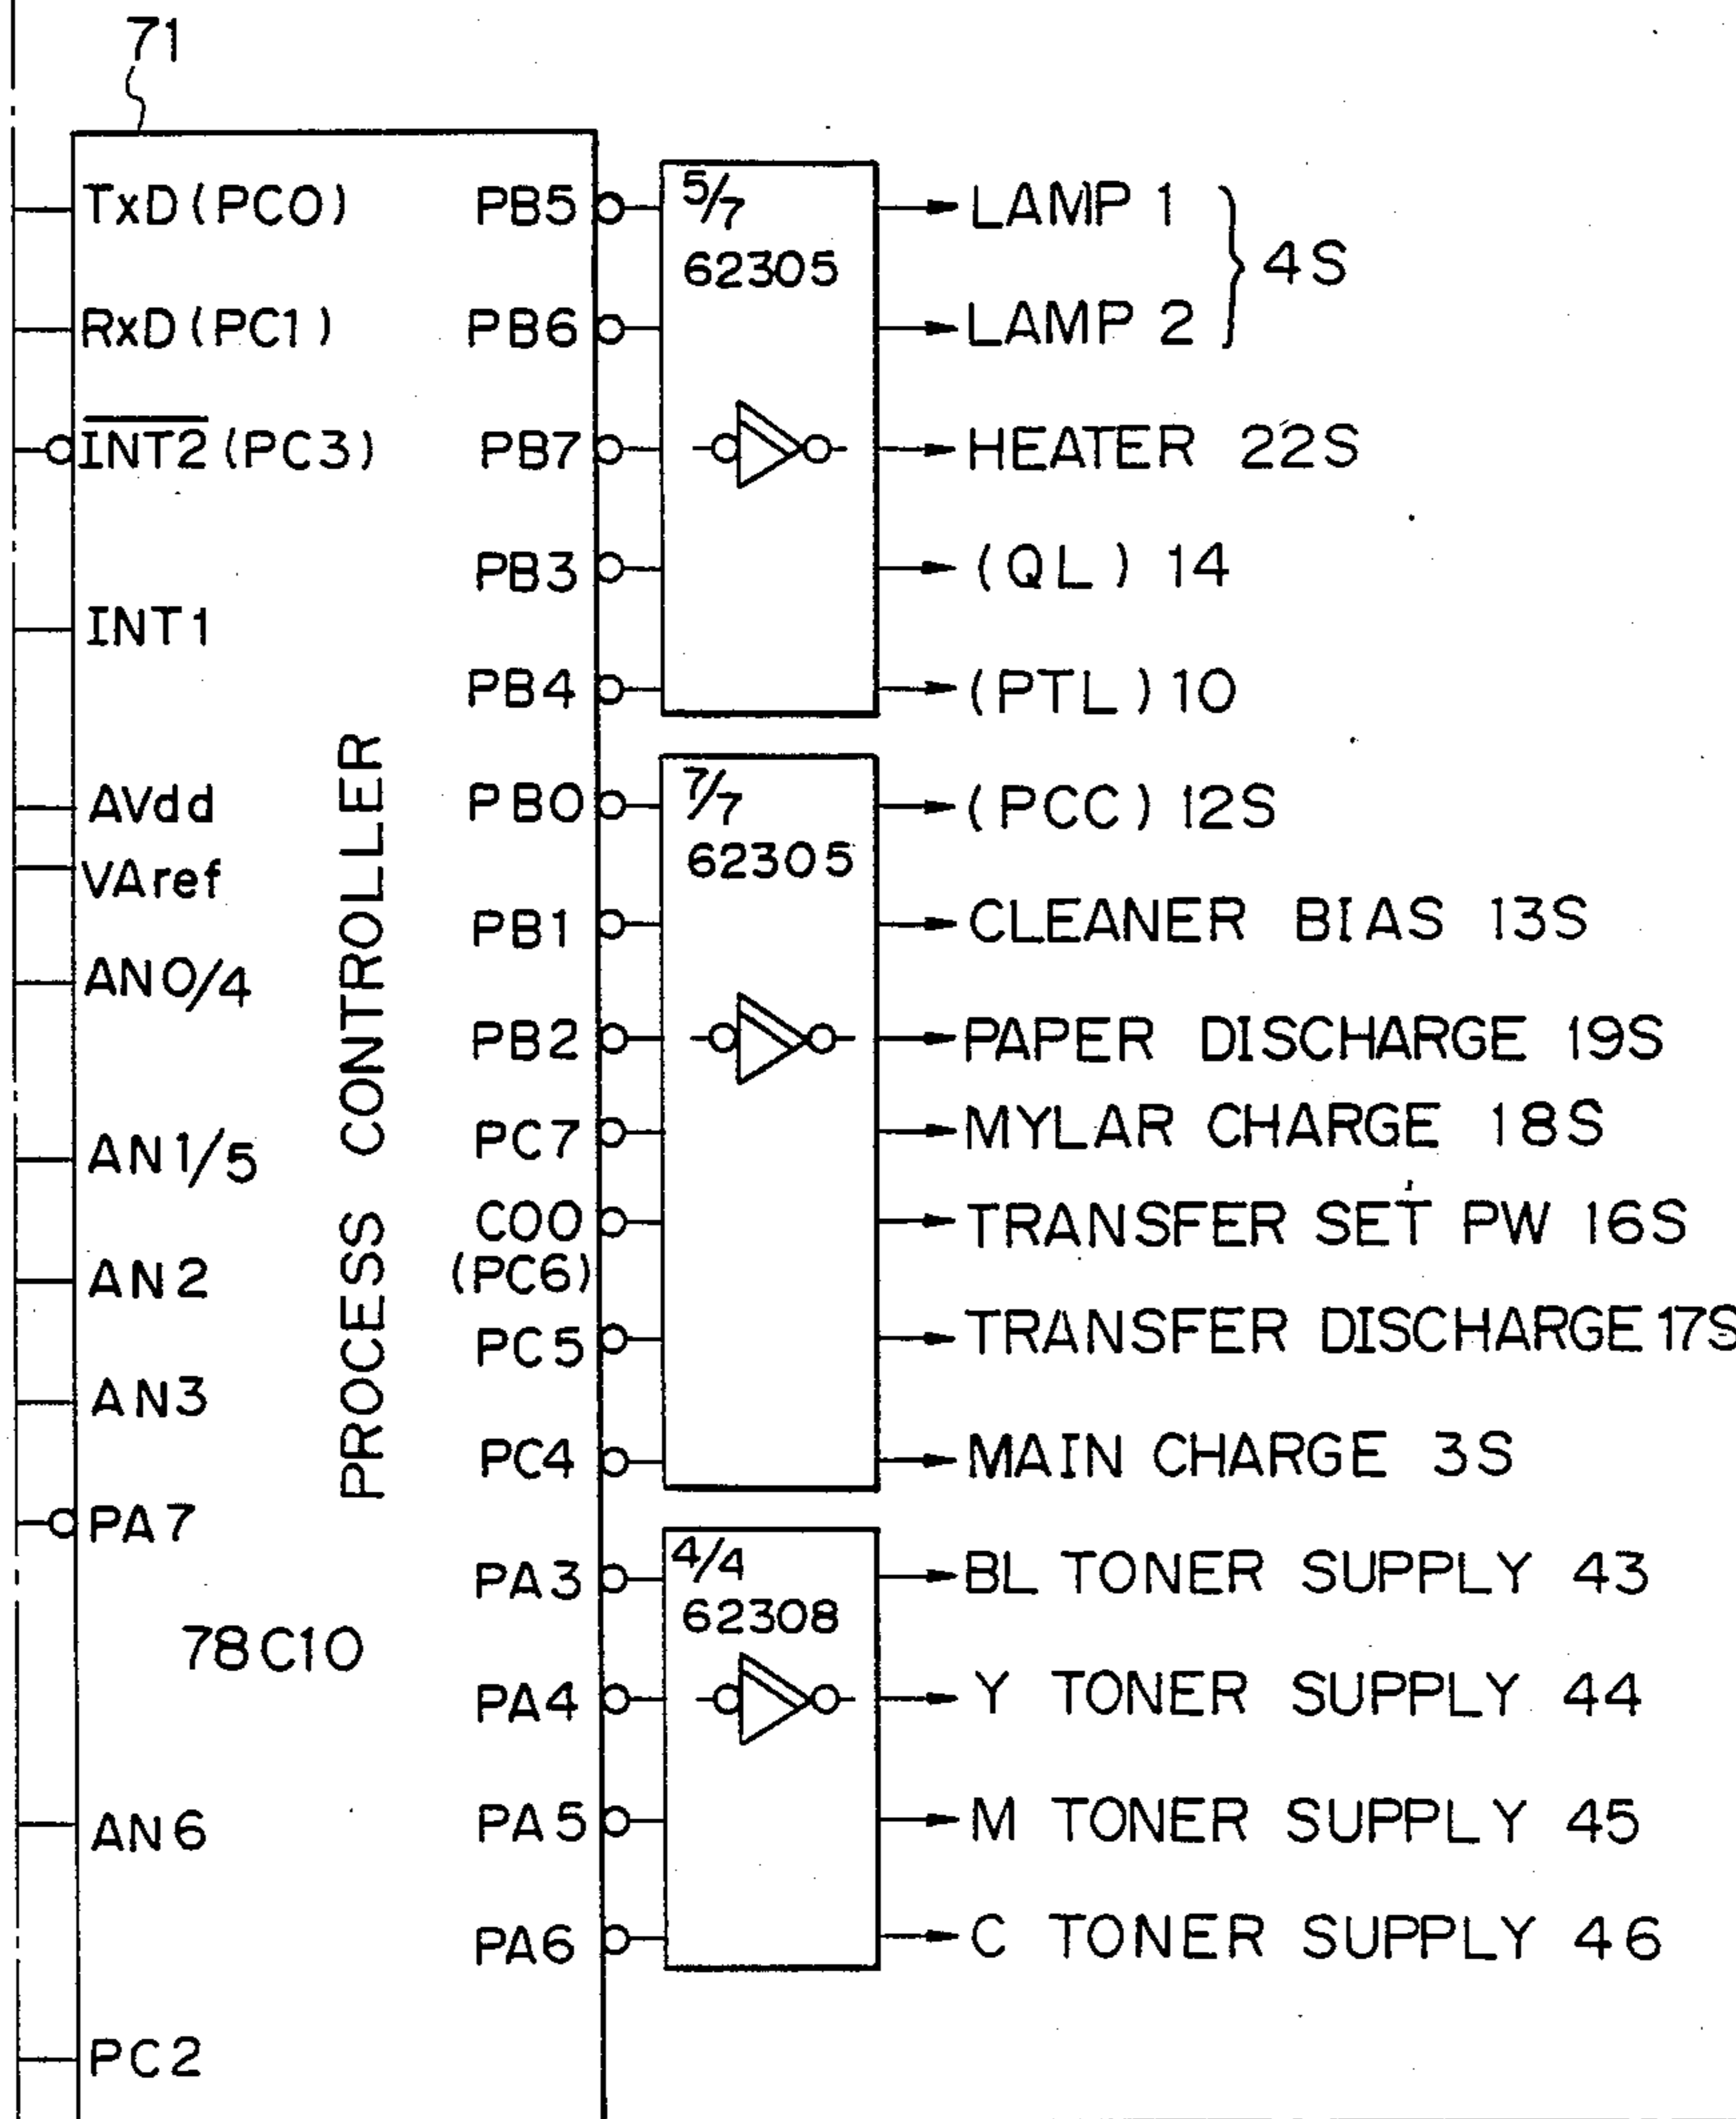 71
TxD(PC0)
RxD(PC1)
INT2(PC3)
INT1
AVdd
VAref
AN0/4
AN1/5
AN2
AN3
PA7
78C10
AN6
PC2
PROCESS CONTROLLER
PB5
PB6
PB7
PB3
PB4
PB0
PB1
PB2
PC7
CO0
(PC6)
PC5
PC4
PA3
PA4
PA5
PA6
5/7
62305
7/7
62305
4/4
62308
LAMP 1
LAMP 2
4S
HEATER 22S
(QL) 14
(PTL) 10
(PCC) 12S
CLEANER BIAS 13S
PAPER DISCHARGE 19S
MYLAR CHARGE 18S
TRANSFER SET PW 16S
TRANSFER DISCHARGE 17S
MAIN CHARGE 3S
BL TONER SUPPLY 43
Y TONER SUPPLY 44
M TONER SUPPLY 45
C TONER SUPPLY 46